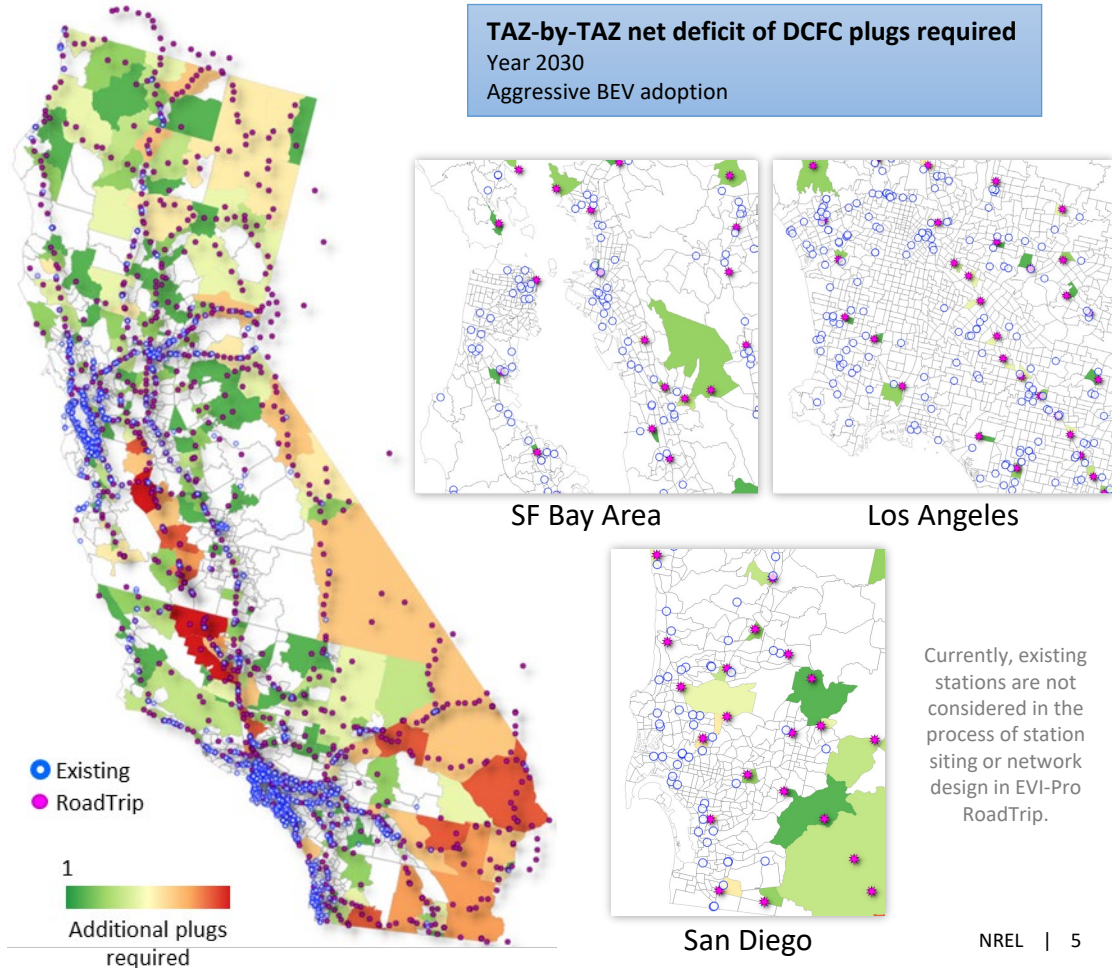 TAZ-by-TAZ net deficit of DCFC plugs required
Year 2030
Aggressive BEV adoption
SF Bay Area
Los Angeles
Existing
RoadTrip
1
Additional plugs
required
San Diego
Currently, existing
stations are not
considered in the
process of station
siting or network
design in EVI-Pro
RoadTrip.
NREL | 5